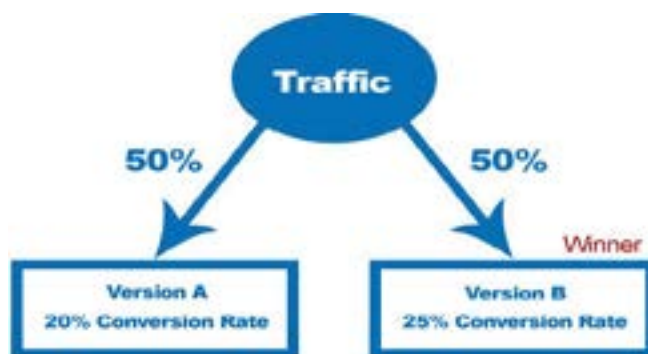 Traffic
50%
50%
Winner
Version A
20% Conversion Rate
Version B
25% Conversion Rate